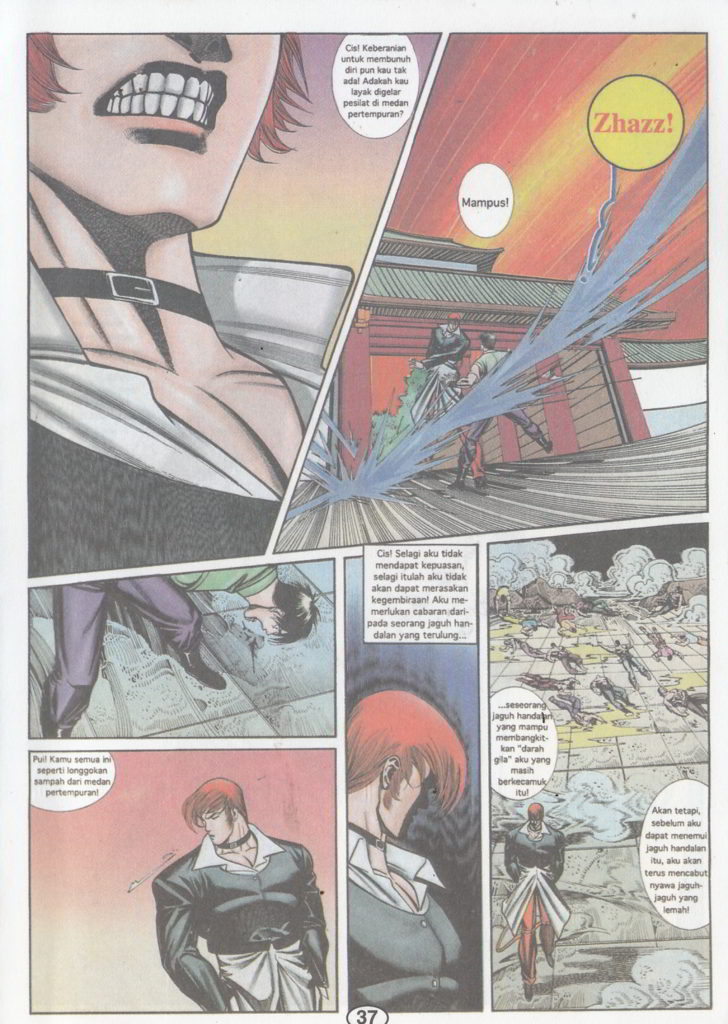 Cis! Keberanian
untuk membunuh
diri pun kau tak
ada! Adakah kau
layak digelar
pesilat di medan
pertempuran?
Zhazz!
Mampus!
Cis! Selagi aku tidak
mendapat kepuasan,
selagi itulah aku tidak
akan dapat merasakan
kegembiraan! Aku me-
merlukan cabaran dari-
pada seorang jaguh han-
dalan yang terulung...
...seseorang
jaguh handalan
yang mampu
membangkit-
kan "darah
gila" aku yang
masih
berkecamuk
itu!
Pui! Kamu semua ini
seperti longgokan
sampah dari medan
pertempuran!
Akan tetapi,
sebelum aku
dapat menemui
jaguh handalan
itu, aku akan
terus mencabut
nyawa jaguh-
jaguh yang
lemah!
37